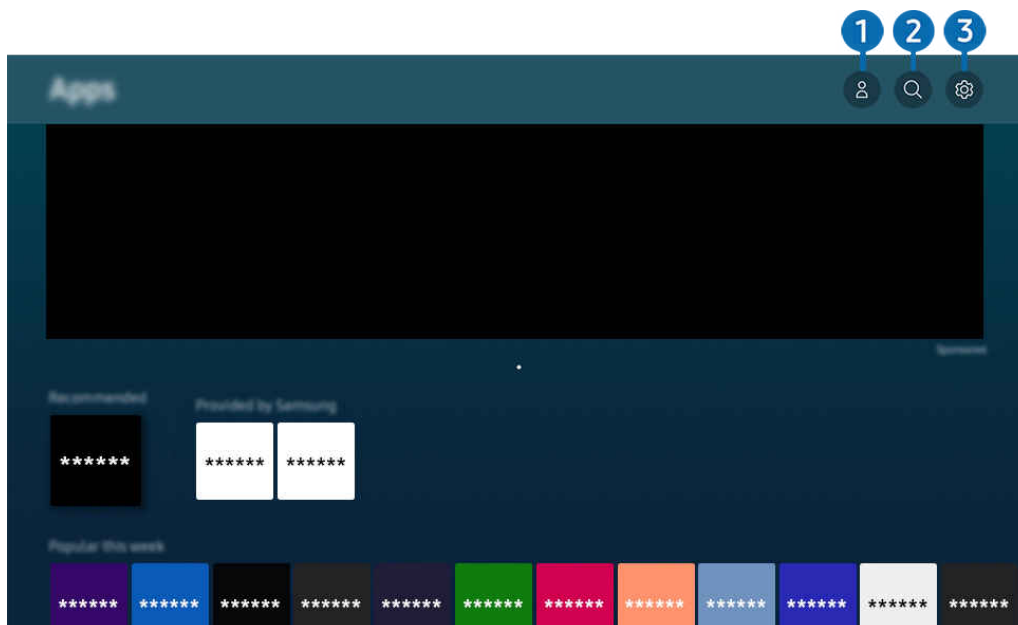 1 2 3
Apps
Sponsored
Recommended
Provided by Samsung
****** ****** ******
Popular this week
****** ****** ****** ****** ****** ****** ****** ****** ****** ****** ****** ******